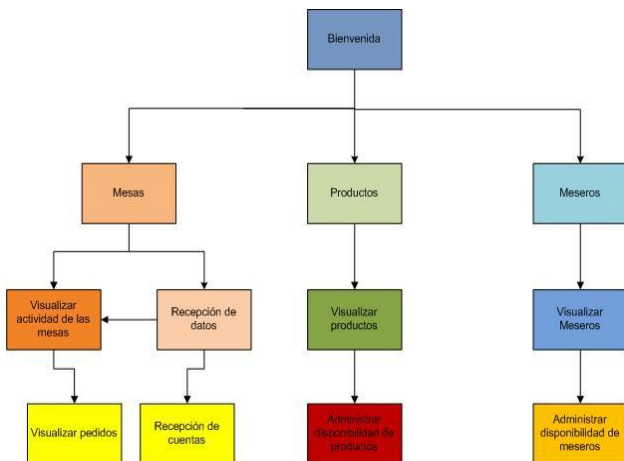 Bienvenida
Mesas
Productos
Meseros
Visualizar
actividad de las
mesas
Recepción de
datos
Visualizar
productos
Visualizar
Meseros
Visualizar pedidos
Recepción de
cuentas
Administrar
disponibilidad de
productos
Administrar
disponibilidad de
meseros